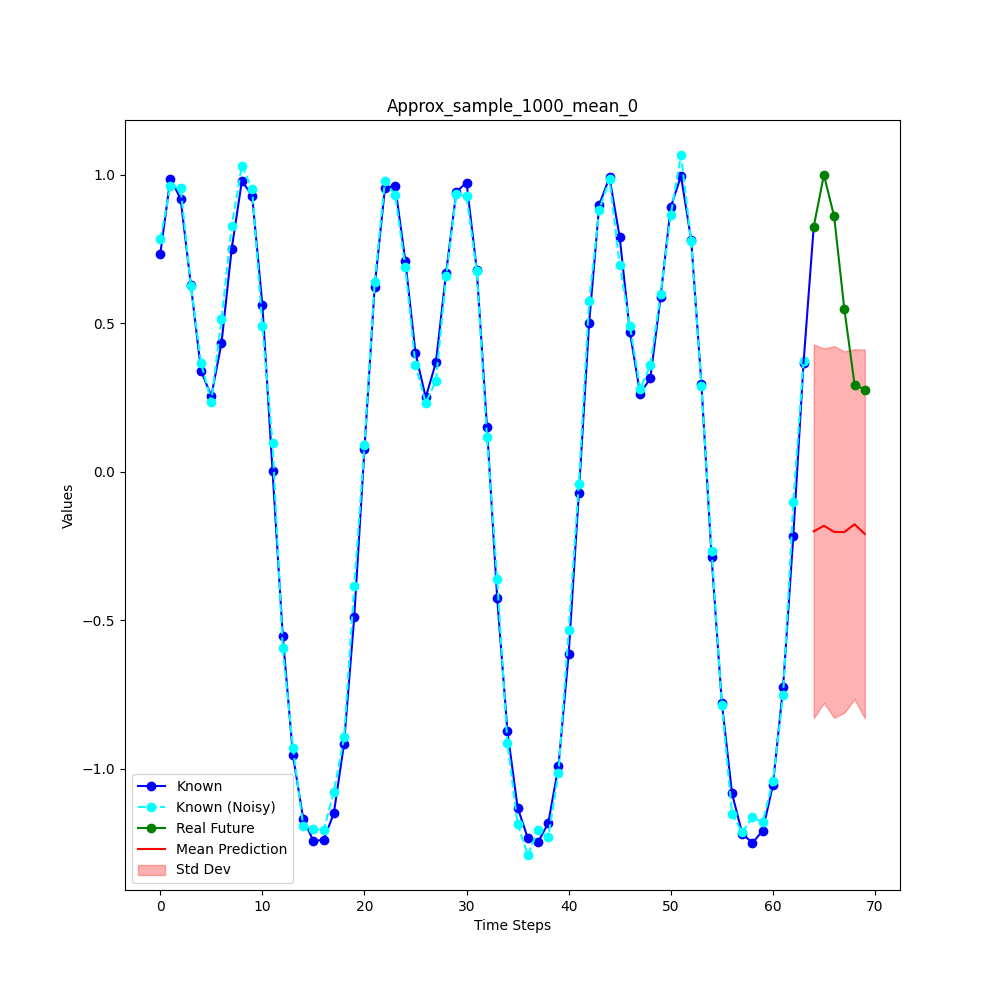 Approx_sample_1000_mean_0
Values
1.0
0.5
0.0
−0.5
−1.0
Known
Known (Noisy)
Real Future
Mean Prediction
Std Dev
0 10 20 30 40 50 60 70
Time Steps